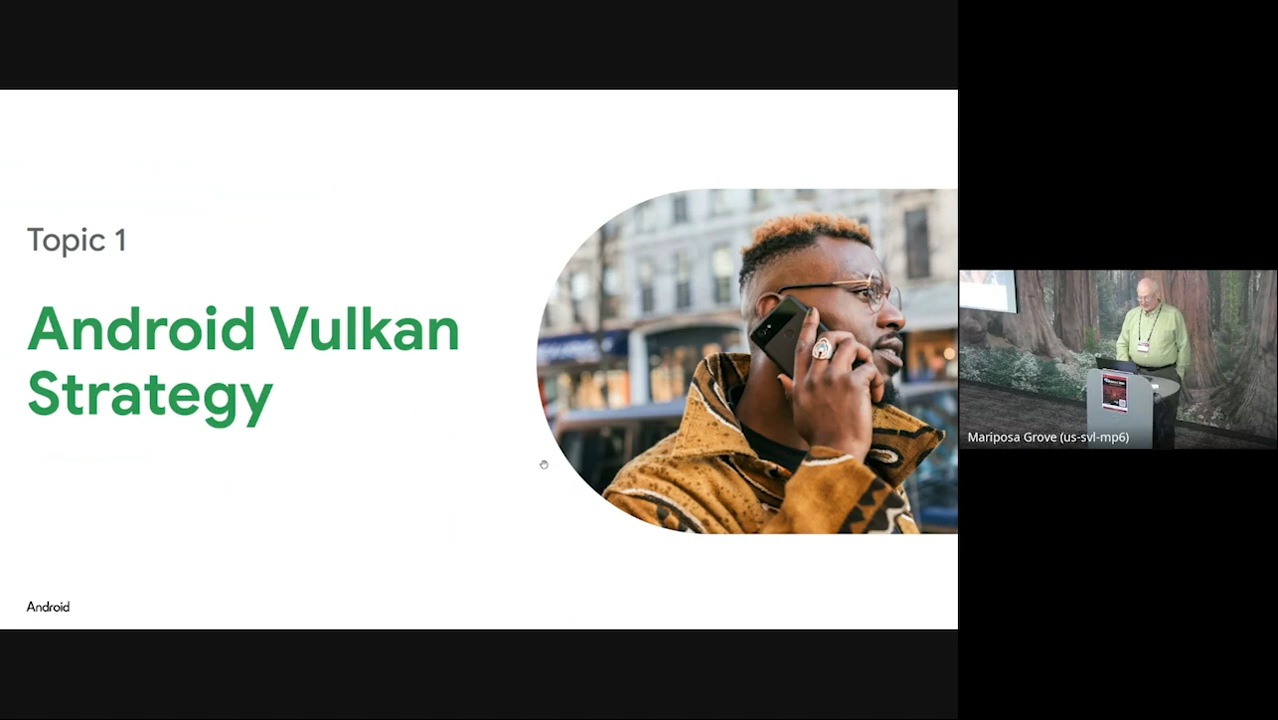 Topic 1
Android Vulkan
Strategy
Android
Mariposa Grove (us-svl-mp6)